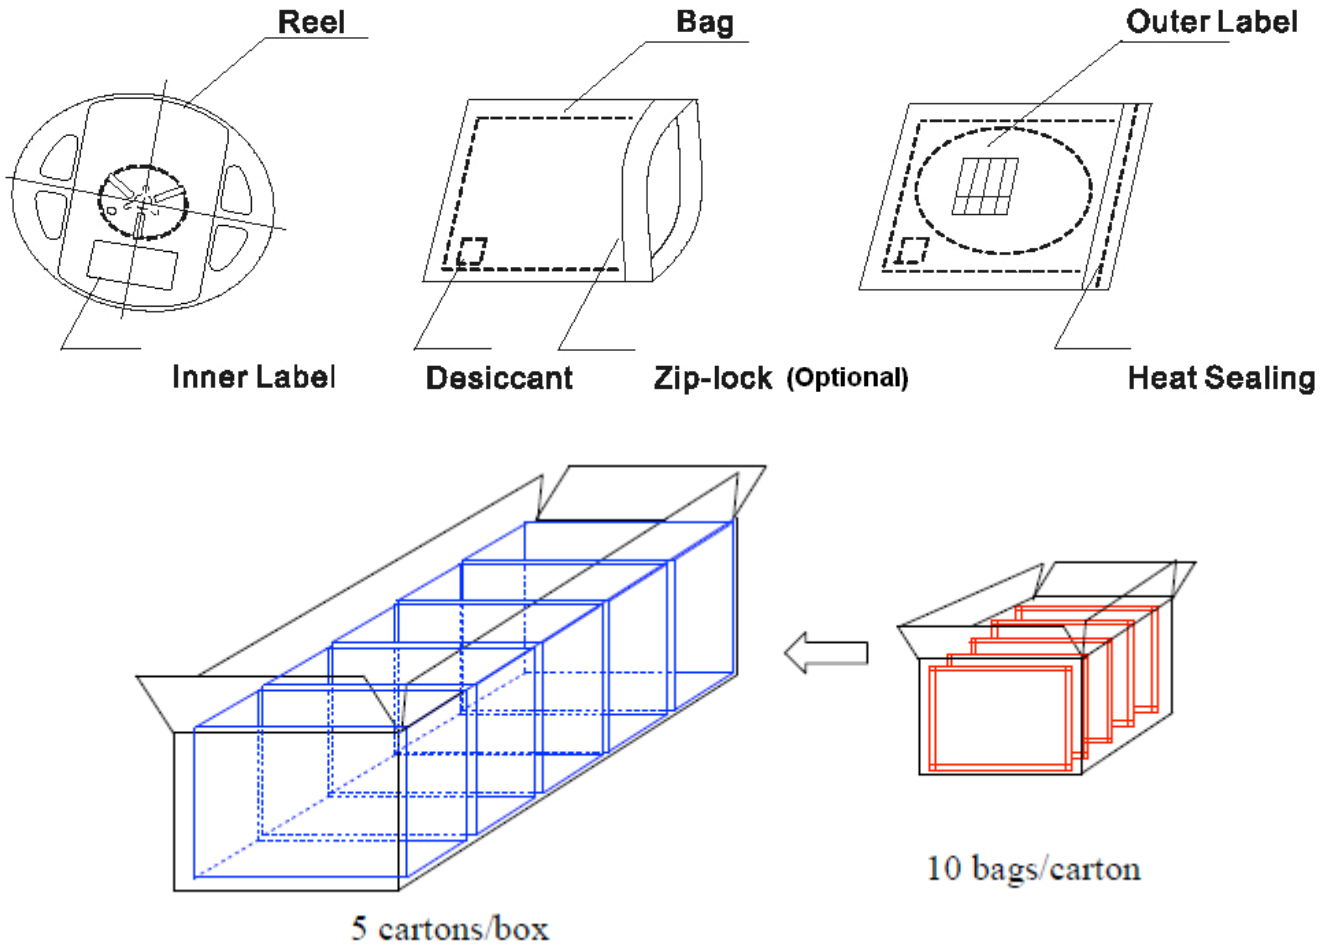 Reel
Bag
Outer Label
Inner Label
Desiccant
Zip-lock (Optional)
Heat Sealing
10 bags/carton
5 cartons/box